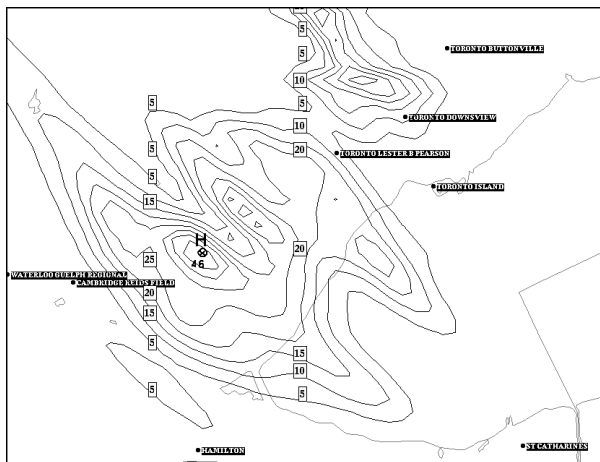 5
TORONTO BUTTONVILLE
5
10
5
5
TORONTO DOWNSVIEW
10
5
20
TORONTO LESTER B PEARSON
5
TORONTO ISLAND
15
H
20
25
46
WATERLOO GUELPH REGIONAL
CAMBRIDGE REIDS FIELD
20
15
5
15
10
5
5
HAMILTON
ST CATHARINES